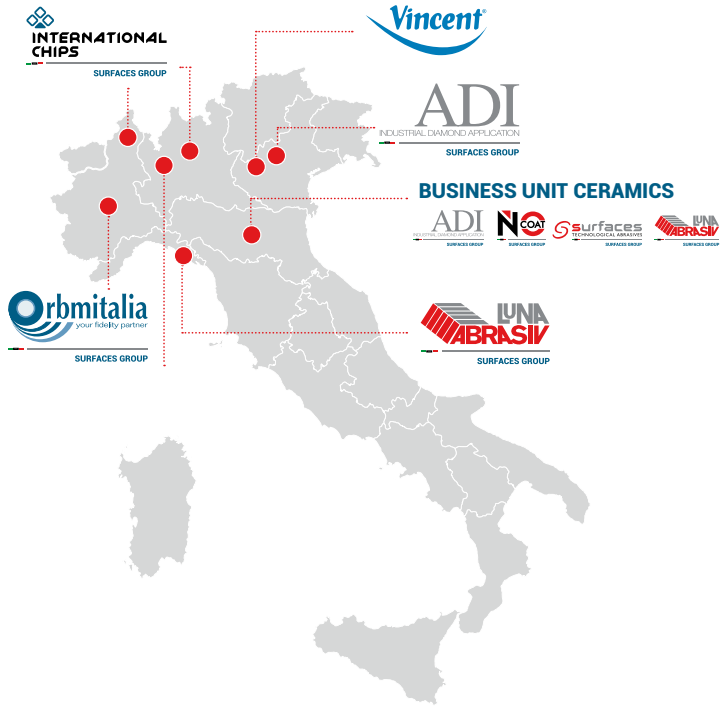 INTERNATIONAL
CHIPS
SURFACES GROUP
Vincent®
ADI
INDUSTRIAL DIAMOND APPLICATION
SURFACES GROUP
BUSINESS UNIT CERAMICS
ADI
INDUSTRIAL DIAMOND APPLICATION
SURFACES GROUP
NO
COAT
SURFACES GROUP
surfaces
TECHNOLOGICAL ABRASIVES
SURFACES GROUP
LUNA
ABRASIV
SURFACES GROUP
Orbmitalia
your fidelity partner
SURFACES GROUP
LUNA
ABRASIV
SURFACES GROUP